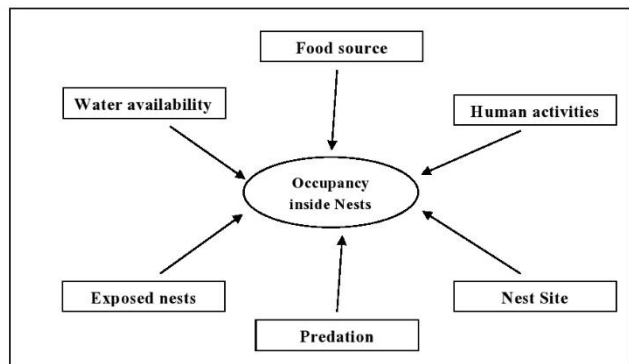 Food source
Water availability
Human activities
Occupancy
inside Nests
Exposed nests
Nest Site
Predation